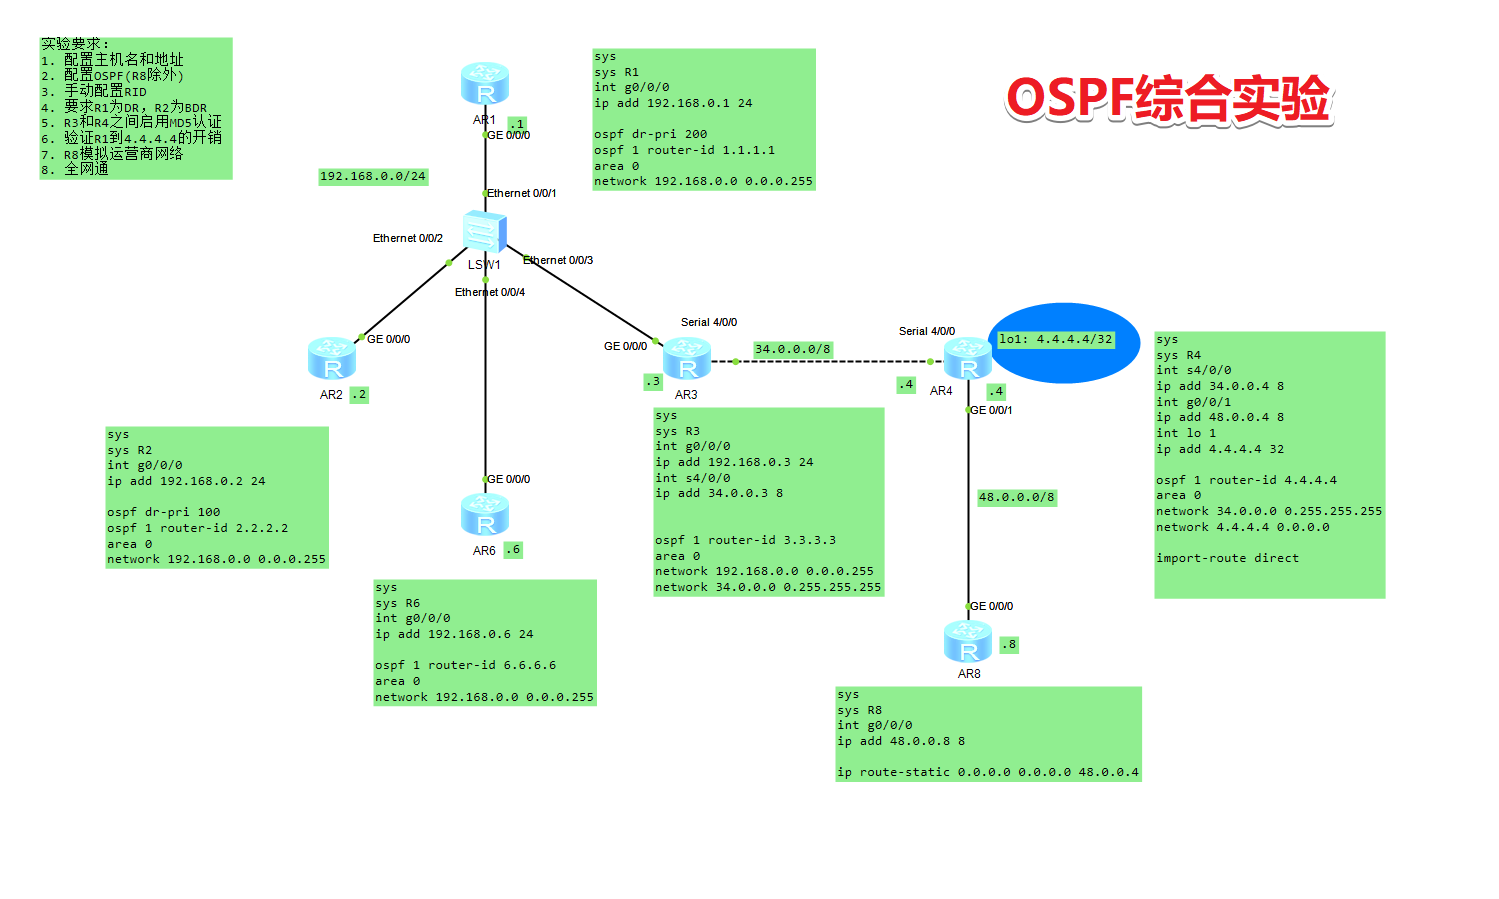 实验要求:
1. 配置主机名和地址
2. 配置OSPF(R8除外)
3. 手动配置RID
4. 要求R1为DR, R2为BDR
5. R3和R4之间启用MD5认证
6. 验证R1到4.4.4.4的开销
7. R8模拟运营商网络
8. 全网通
AR1
.1
GE 0/0/0
sys
sys R1
int g0/0/0
ip add 192.168.0.1 24
ospf dr-pri 200
ospf 1 router-id 1.1.1.1
area 0
network 192.168.0.0 0.0.0.255
OSPF综合实验
192.168.0.0/24
Ethernet 0/0/1
Ethernet 0/0/2
LSW1
Ethernet 0/0/3
Ethernet 0/0/4
GE 0/0/0
AR2
.2
sys
sys R2
int g0/0/0
ip add 192.168.0.2 24
ospf dr-pri 100
ospf 1 router-id 2.2.2.2
area 0
network 192.168.0.0 0.0.0.255
GE 0/0/0
AR6
.6
sys
sys R6
int g0/0/0
ip add 192.168.0.6 24
ospf 1 router-id 6.6.6.6
area 0
network 192.168.0.0 0.0.0.255
Serial 4/0/0
GE 0/0/0
.3
AR3
34.0.0.0/8
sys
sys R3
int g0/0/0
ip add 192.168.0.3 24
int s4/0/0
ip add 34.0.0.3 8
ospf 1 router-id 3.3.3.3
area 0
network 192.168.0.0 0.0.0.255
network 34.0.0.0 0.255.255.255
Serial 4/0/0
lo1: 4.4.4.4/32
.4
AR4
.4
GE 0/0/1
sys
sys R4
int s4/0/0
ip add 34.0.0.4 8
int g0/0/1
ip add 48.0.0.4 8
int lo 1
ip add 4.4.4.4 32
ospf 1 router-id 4.4.4.4
area 0
network 34.0.0.0 0.255.255.255
network 4.4.4.4 0.0.0.0
import-route direct
48.0.0.0/8
GE 0/0/0
.8
AR8
sys
sys R8
int g0/0/0
ip add 48.0.0.8 8
ip route-static 0.0.0.0 0.0.0.0 48.0.0.4